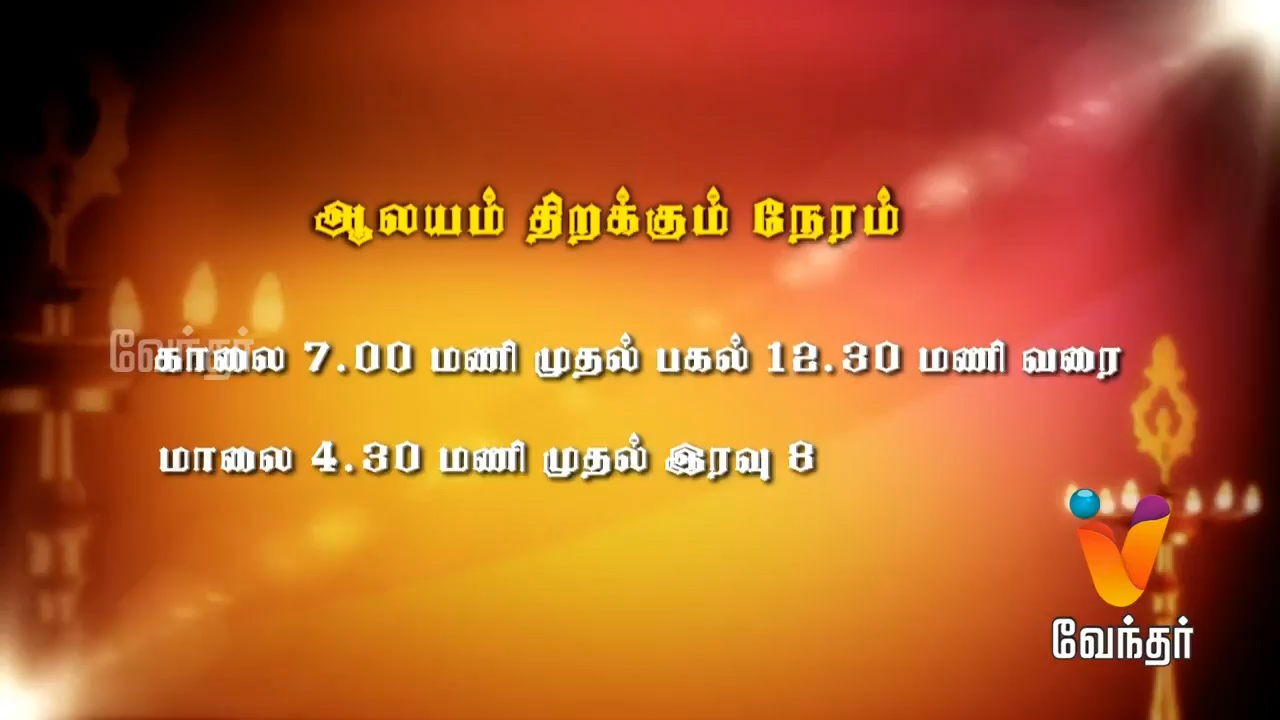 ஆலயம் திறக்கும் நேரம்
வேந்தர்
காலை 7.00 மணி முதல் பகல் 12.30 மணி வரை
மாலை 4.30 மணி முதல் இரவு 8
வேந்தர்